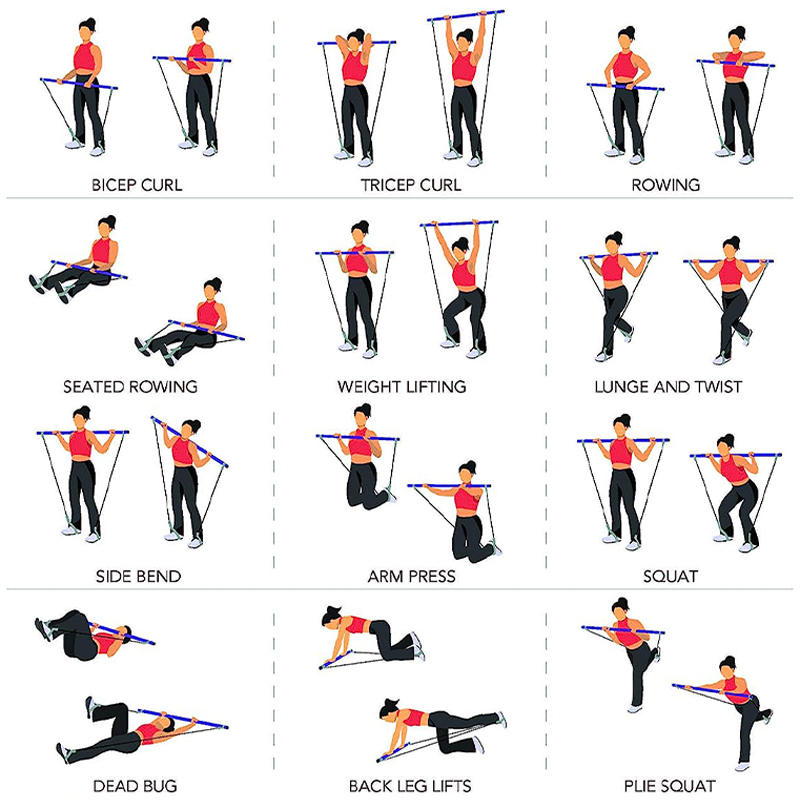 BICEP CURL
TRICEP CURL
ROWING
SEATED ROWING
WEIGHT LIFTING
LUNGE AND TWIST
SIDE BEND
ARM PRESS
SQUAT
DEAD BUG
BACK LEG LIFTS
PLIE SQUAT